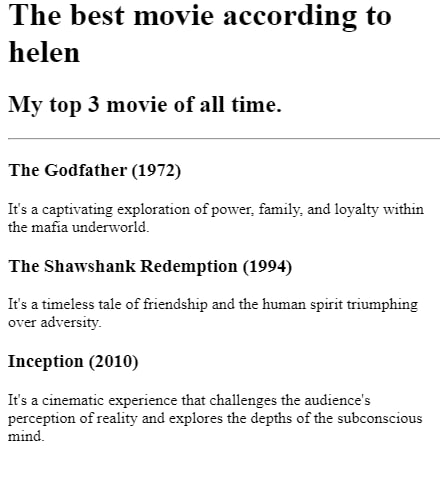 The best movie according to
helen
My top 3 movie of all time.
The Godfather (1972)
It's a captivating exploration of power, family, and loyalty within
the mafia underworld.
The Shawshank Redemption (1994)
It's a timeless tale of friendship and the human spirit triumphing
over adversity.
Inception (2010)
It's a cinematic experience that challenges the audience's
perception of reality and explores the depths of the subconscious
mind.